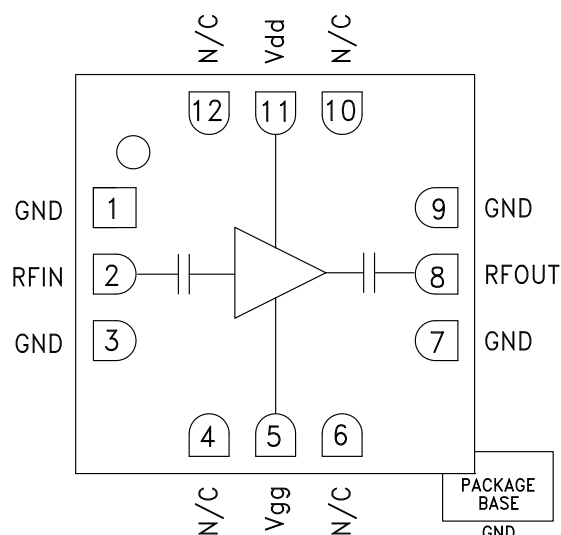 N/C Vdd N/C
12 11 10
GND 1 9 GND
RFIN 2 8 RFOUT
GND 3 7 GND
4 5 6
N/C Vgg N/C
PACKAGE
BASE
GND